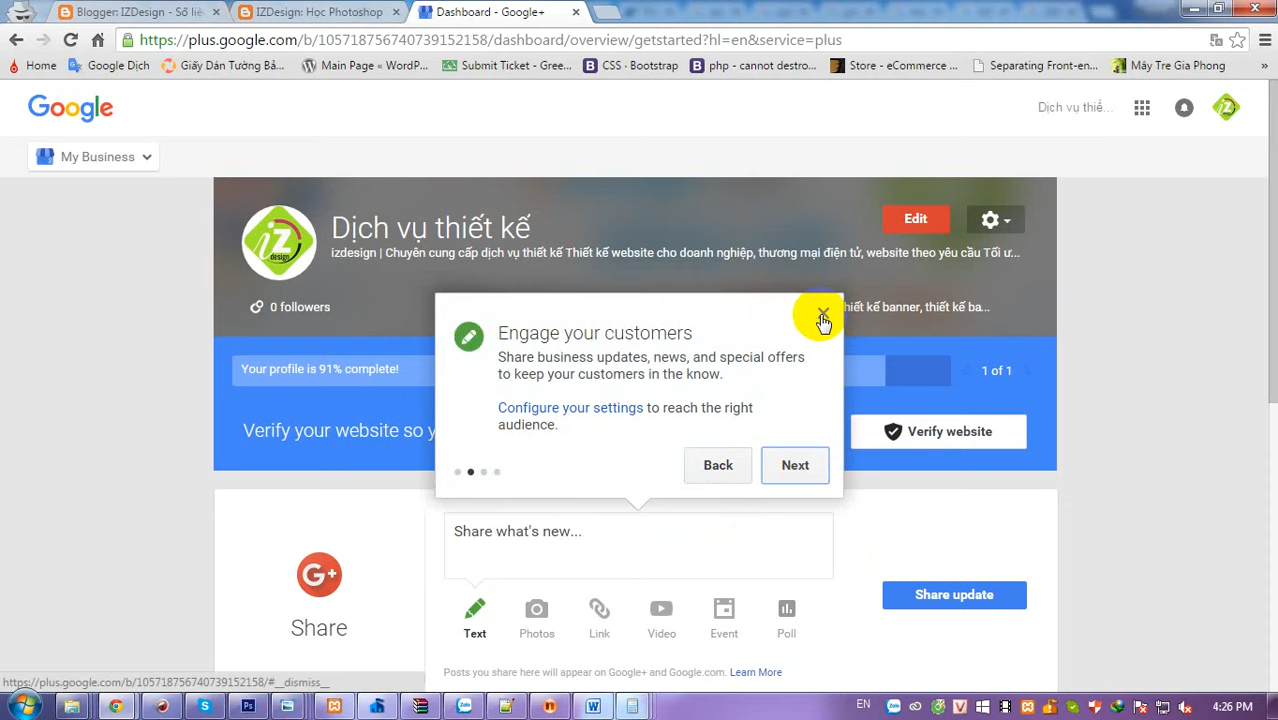 Blogger: IZDesign - Số liệ
IZDesign: Học Photoshop
Dashboard - Google+
https://plus.google.com/b/105718756740739152158/dashboard/overview/getstarted?hl=en&service=plus
Home
Google Dịch
Giấy Dán Tường Bả...
Main Page « WordP...
Submit Ticket - Gree...
CSS · Bootstrap
php - cannot destro...
Store - eCommerce ...
Separating Front-en...
Mây Tre Gia Phong
»
Google
Dịch vụ thiế...
My Business
Dịch vụ thiết kế
Edit
izdesign | Chuyên cung cấp dịch vụ thiết kế Thiết kế website cho doanh nghiệp, thương mại điện tử, website theo yêu cầu Tối ư...
0 followers
hiết kế banner, thiết kế ba...
Engage your customers
Share business updates, news, and special offers
to keep your customers in the know.
Configure your settings to reach the right
audience.
Back
Next
Your profile is 91% complete!
1 of 1
Verify your website so y
Verify website
Share what's new...
Share
Share update
Text
Photos
Link
Video
Event
Poll
Posts you share here will appear on Google+ and Google.com. Learn More
https://plus.google.com/b/105718756740739152158/#__dismiss__
EN
4:26 PM